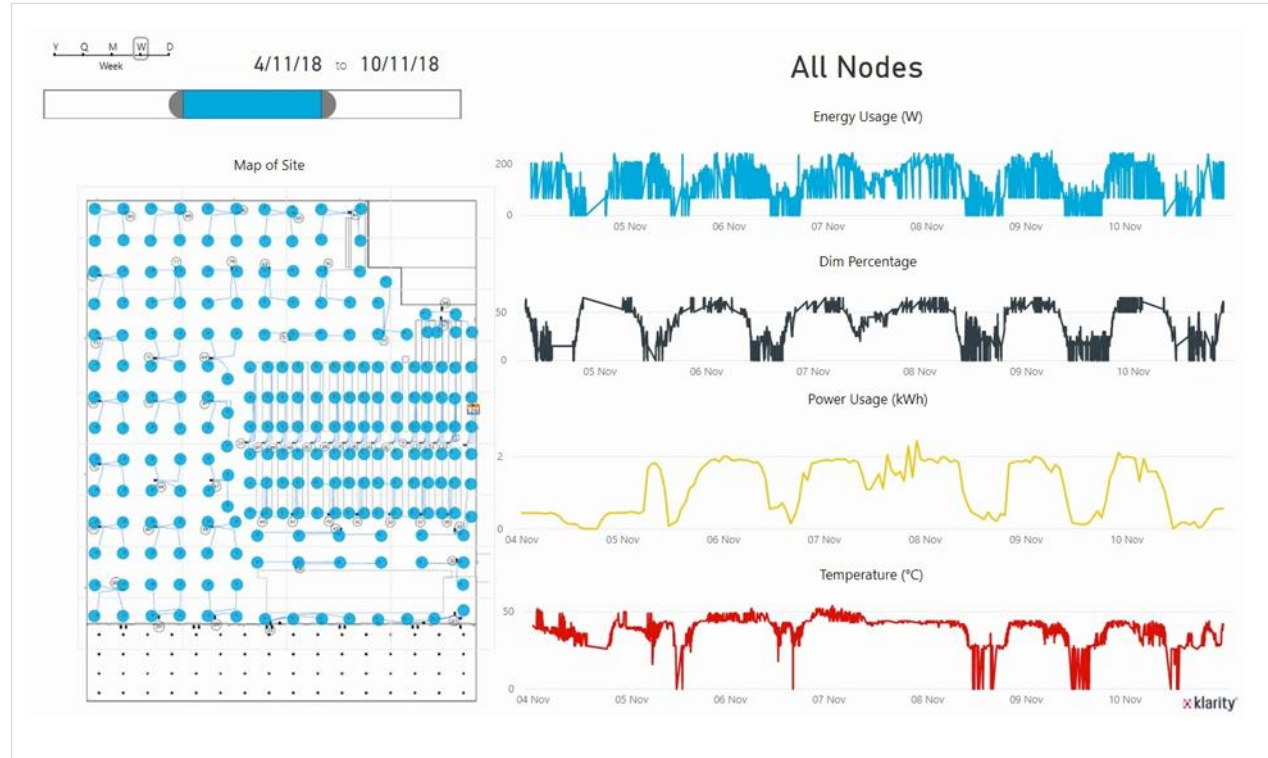 Y Q M W D
Week
4/11/18 to 10/11/18
Map of Site
All Nodes
Energy Usage (W)
200
0
05 Nov 06 Nov 07 Nov 08 Nov 09 Nov 10 Nov
Dim Percentage
50
0
05 Nov 06 Nov 07 Nov 08 Nov 09 Nov 10 Nov
Power Usage (kWh)
2
0
04 Nov 05 Nov 06 Nov 07 Nov 08 Nov 09 Nov 10 Nov
Temperature (°C)
50
0
04 Nov 05 Nov 06 Nov 07 Nov 08 Nov 09 Nov 10 Nov
klarity